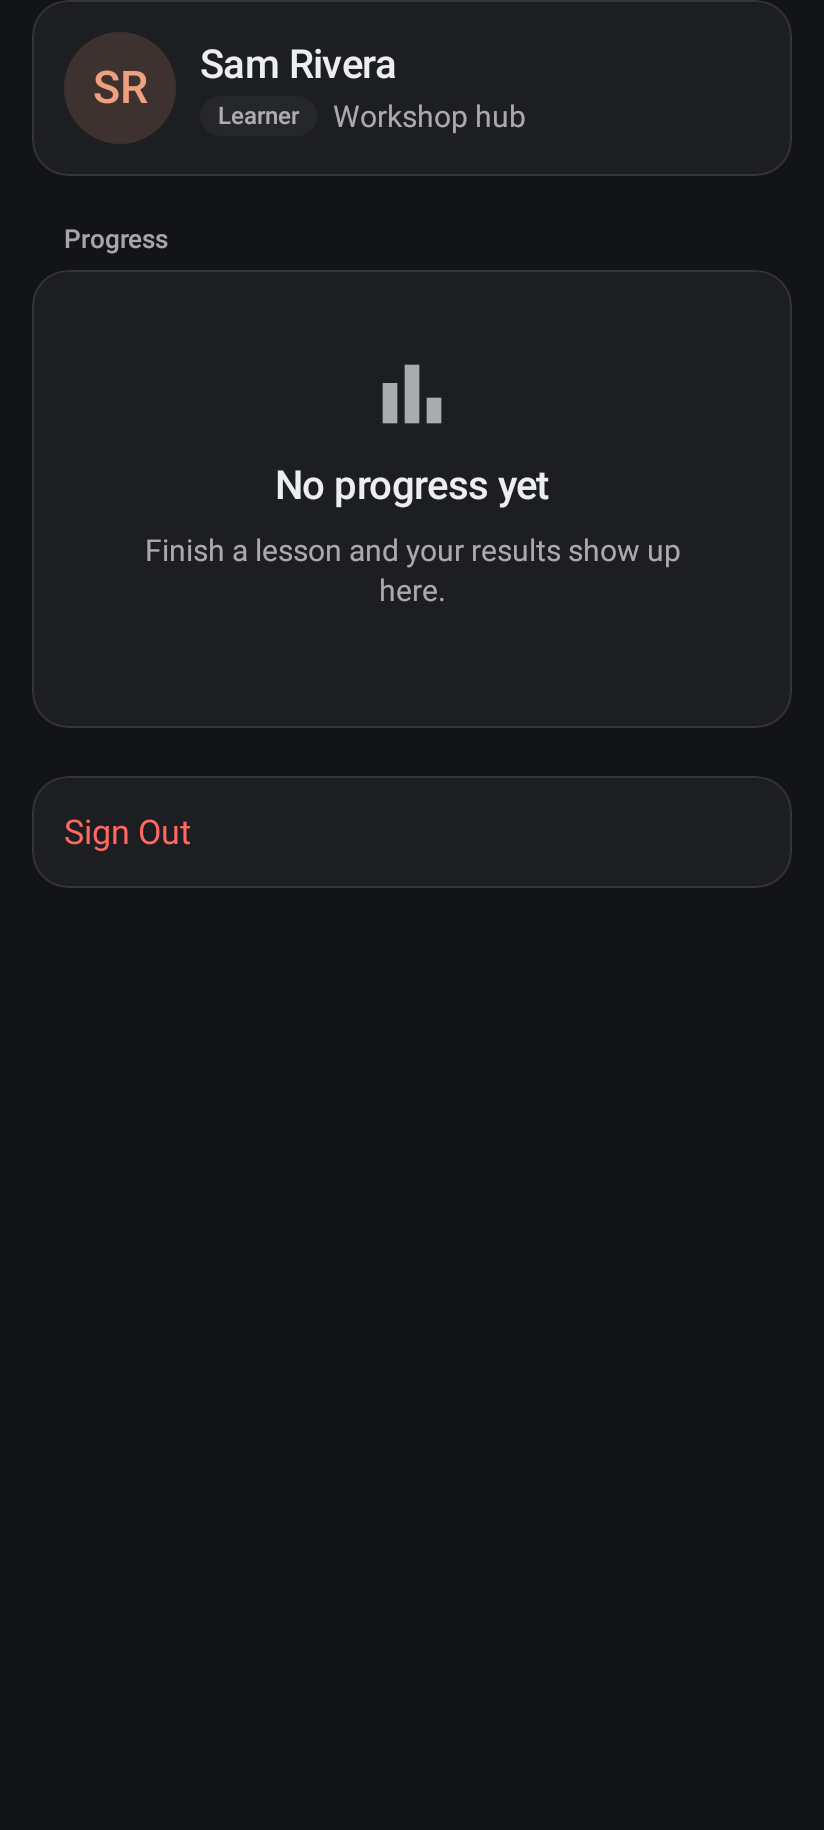 SR
Sam Rivera
Learner Workshop hub
Progress
No progress yet
Finish a lesson and your results show up
here.
Sign Out